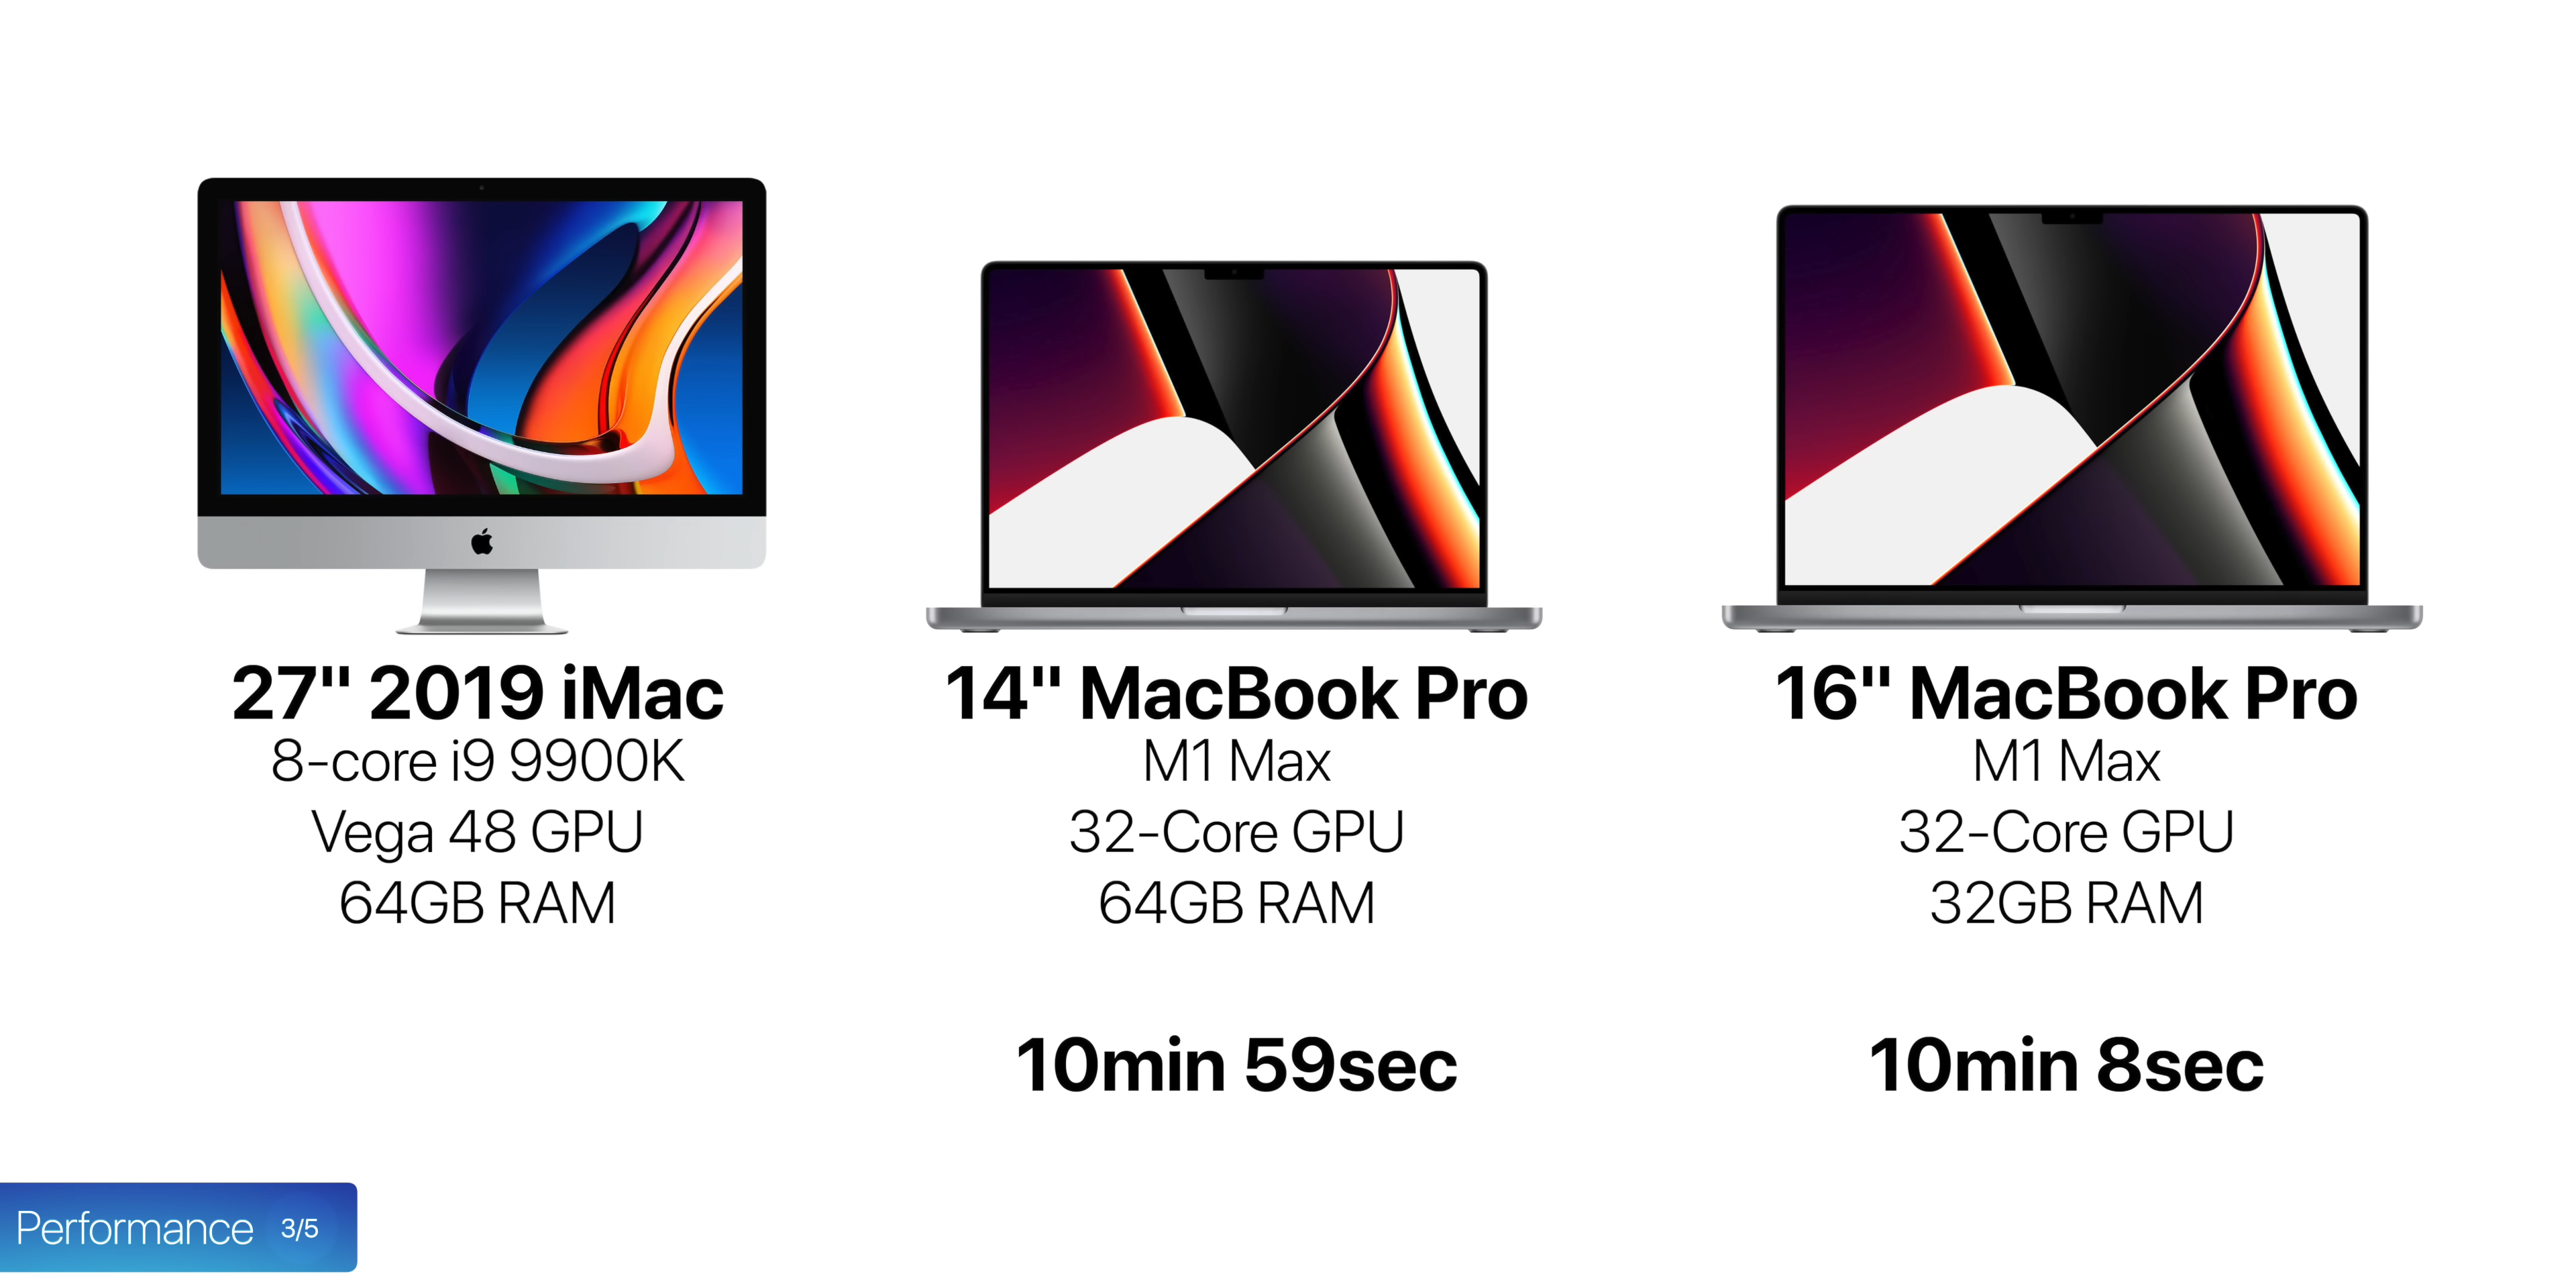 27" 2019 iMac
8-core i9 9900K
Vega 48 GPU
64GB RAM
14" MacBook Pro
M1 Max
32-Core GPU
64GB RAM
10min 59sec
16" MacBook Pro
M1 Max
32-Core GPU
32GB RAM
10min 8sec
Performance 3/5